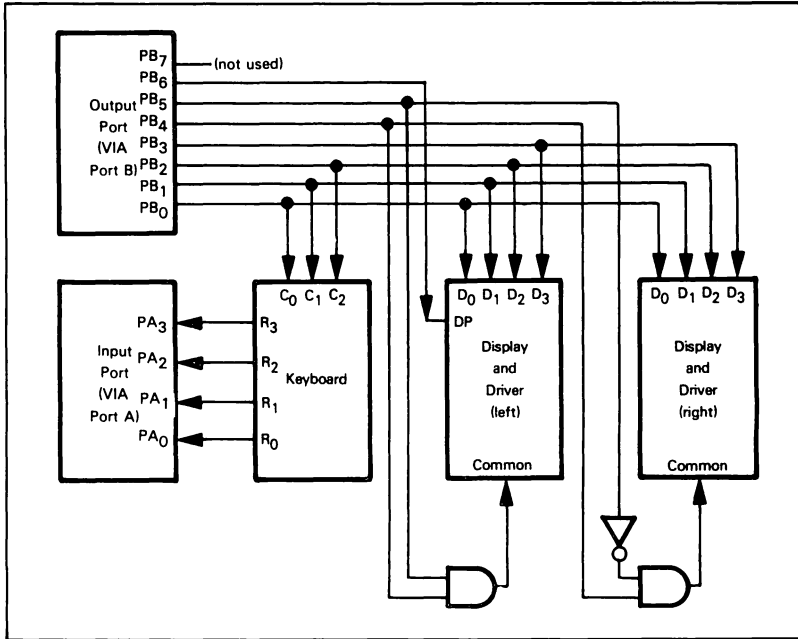 PB7
(not used)
PB6
Output
PB5
Port
PB4
(VIA
PB3
Port B)
PB2
PB1
PB0
C0 C1 C2
R3
R2
Keyboard
R1
R0
PA3
Input
PA2
Port
(VIA
PA1
Port A)
PA0
D0 D1 D2 D3
DP
Display
and
Driver
(left)
Common
D0 D1 D2 D3
Display
and
Driver
(right)
Common